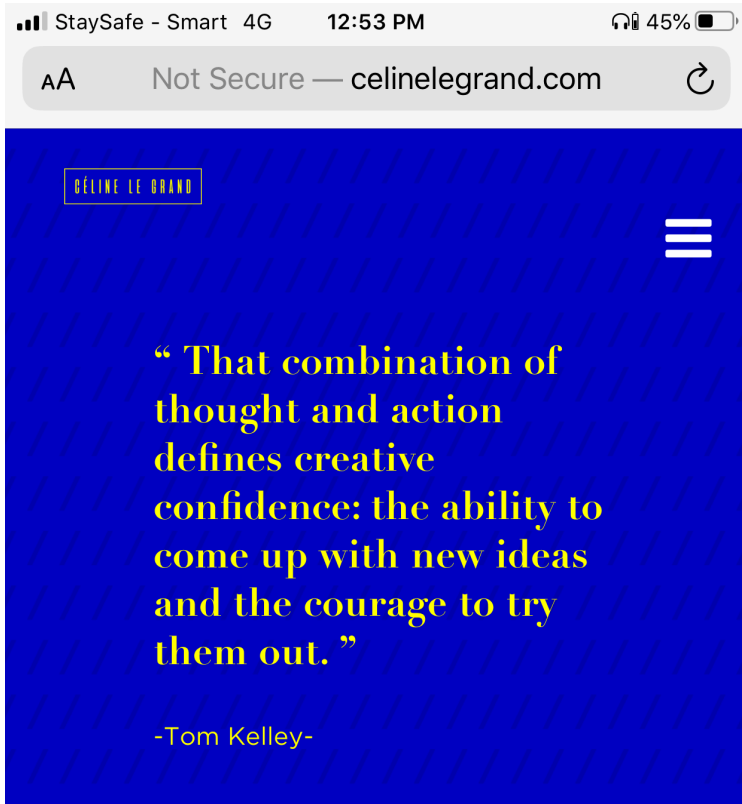 StaySafe - Smart 4G 12:53 PM 45%
AA Not Secure — celinelegrand.com
CÉLINE LE GRAND
“ That combination of
thought and action
defines creative
confidence: the ability to
come up with new ideas
and the courage to try
them out. ”
-Tom Kelley-